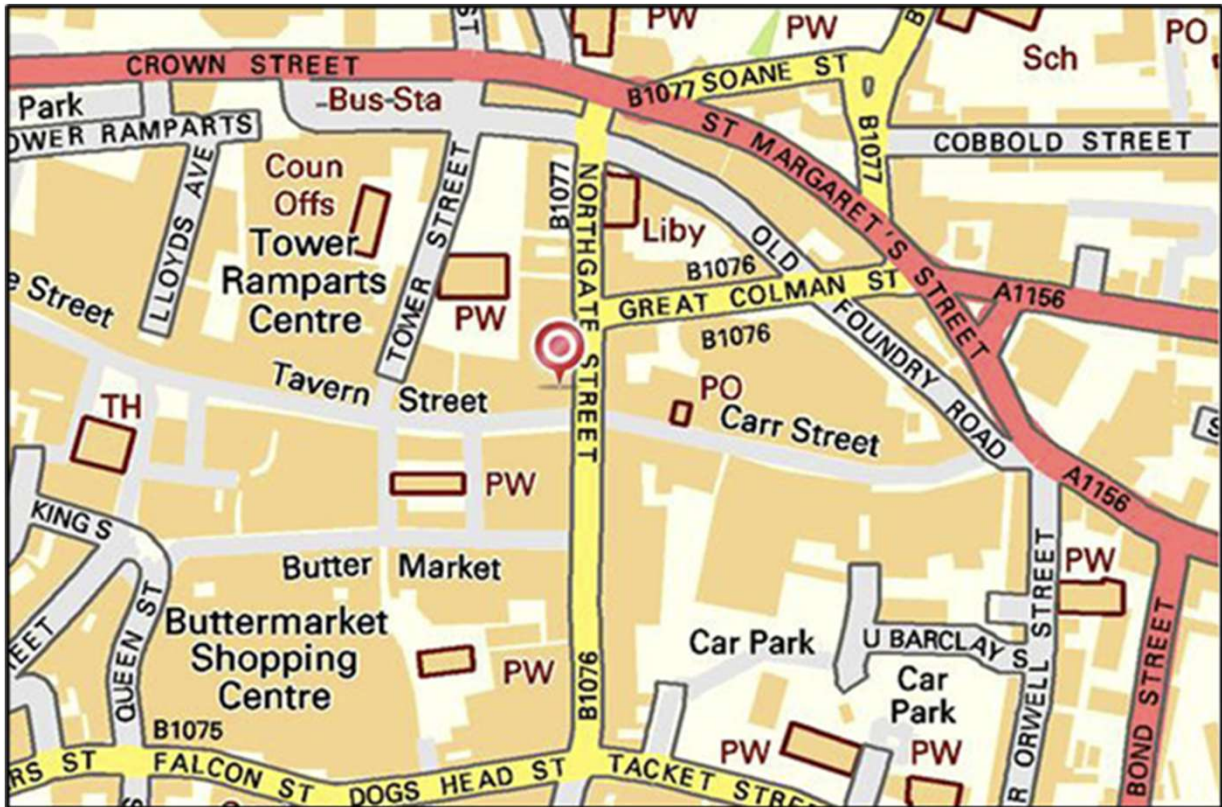 ST
PW
PW
B
Sch
PO
CROWN STREET
B1077 SOANE ST
Park
-Bus-Sta
OWER RAMPARTS
ST MARGARET'S STREET
B1077
COBBOLD STREET
Coun
Offs
LLOYDS AVE
TOWER STREET
B1077
NORTHGATE STREET
Liby
Tower
Ramparts
Centre
OLD FOUNDRY ROAD
B1076
GREAT COLMAN ST
B1076
A1156
e Street
PW
Tavern Street
PO
Carr Street
TH
S
PW
A1156
KING S
Butter Market
PW
Buttermarket
Shopping
Centre
REET
QUEEN ST
PW
B1076
Car Park
U BARCLAY S
Car
Park
R ORWELL STREET
BOND STREET
B1075
PW
PW
RS ST
FALCON ST
DOGS HEAD ST
TACKET STREE
S